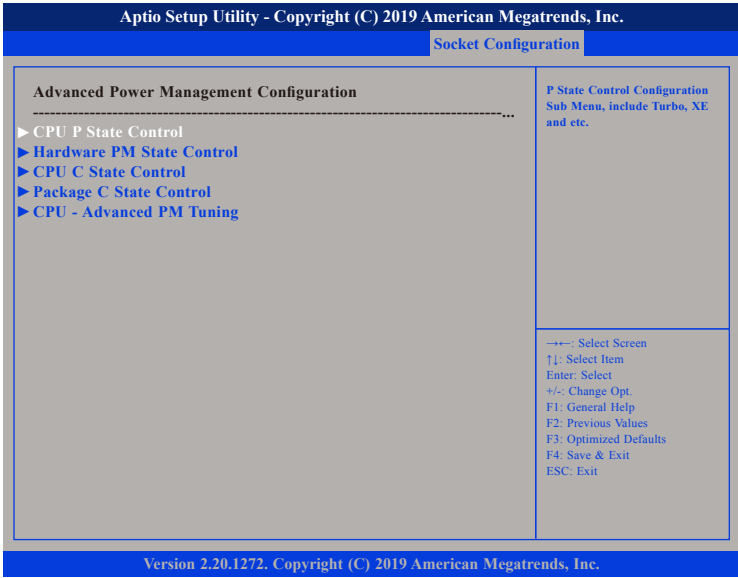 Aptio Setup Utility - Copyright (C) 2019 American Megatrends, Inc.
Socket Configuration
Advanced Power Management Configuration
--------------------------------------------------------------------------------------...
►CPU P State Control
►Hardware PM State Control
►CPU C State Control
►Package C State Control
►CPU - Advanced PM Tuning
P State Control Configuration
Sub Menu, include Turbo, XE
and etc.
→←: Select Screen
↑↓: Select Item
Enter: Select
+/-: Change Opt.
F1: General Help
F2: Previous Values
F3: Optimized Defaults
F4: Save & Exit
ESC: Exit
Version 2.20.1272. Copyright (C) 2019 American Megatrends, Inc.